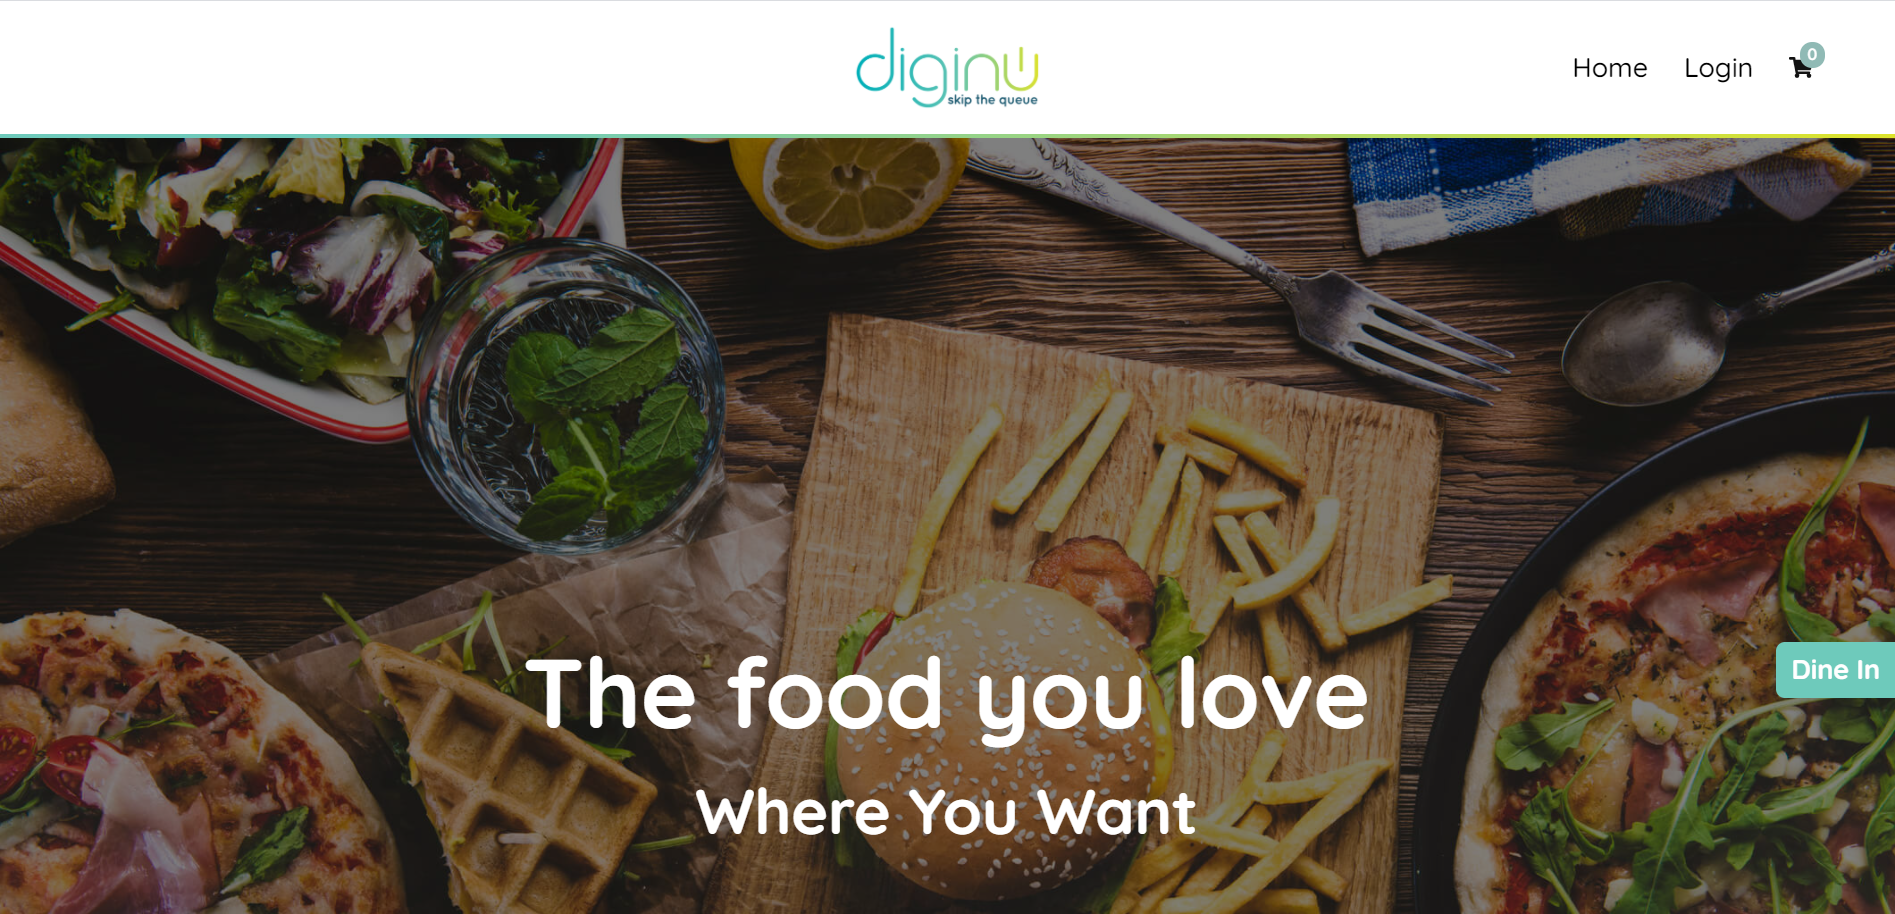 diginu
skip the queue
Home
Login
0
The food you love
Dine In
Where You Want